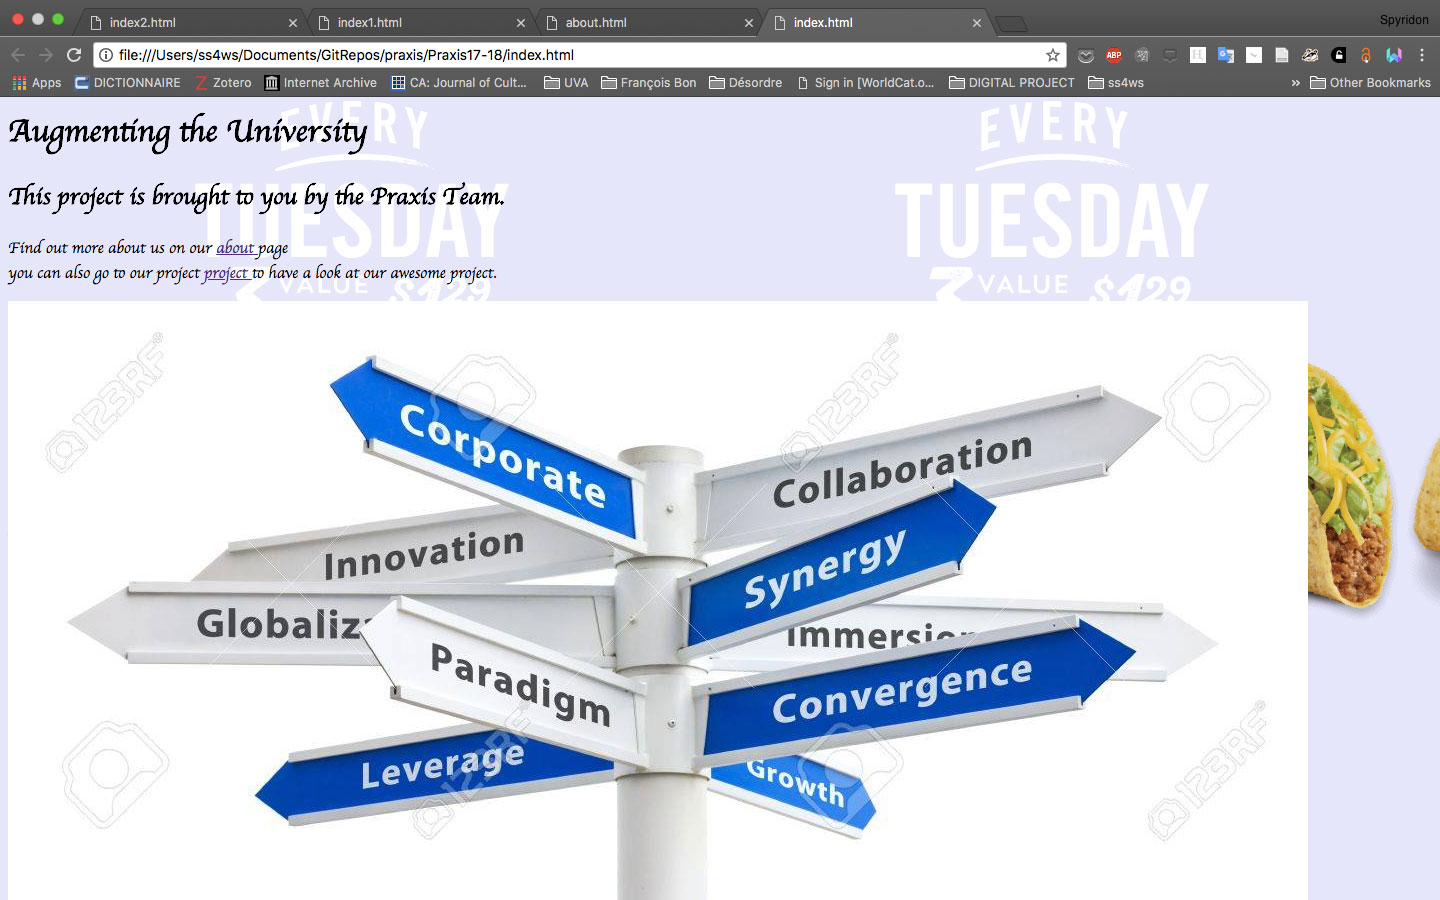 index2.html
index1.html
about.html
index.html
Spyridon
file:///Users/ss4ws/Documents/GitRepos/praxis/Praxis17-18/index.html
ABP
Apps
DICTIONNAIRE
Zotero
Internet Archive
CA: Journal of Cult...
UVA
François Bon
Désordre
Sign in [WorldCat.o...
DIGITAL PROJECT
ss4ws
»
Other Bookmarks
EVERY
TUESDAY
3 VALUE $129
EVERY
TUESDAY
3 VALUE $129
Augmenting the University
This project is brought to you by the Praxis Team.
Find out more about us on our about page
you can also go to our project project to have a look at our awesome project.
Corporate
Collaboration
Innovation
Synergy
Globaliz
Immersion
Paradigm
Convergence
Leverage
Growth
123RF
123RF
123RF
123RF